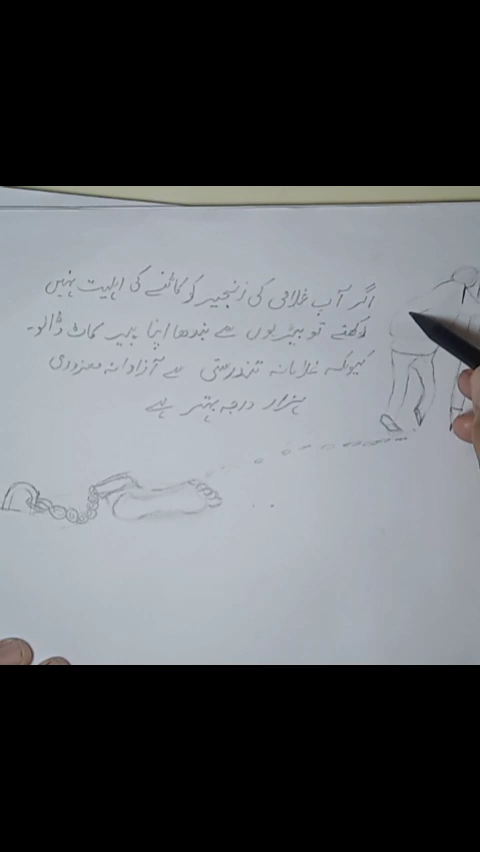 اگر آپ غلامی کی زنجیر کو کاٹنے کی اہلیت نہیں
رکھتے تو بیڑیوں سے بندھا اپنا پیر کاٹ ڈالو۔
کیونکہ غلامانہ تندرستی سے آزادانہ معزوری
ہزار درجہ بہتر ہے